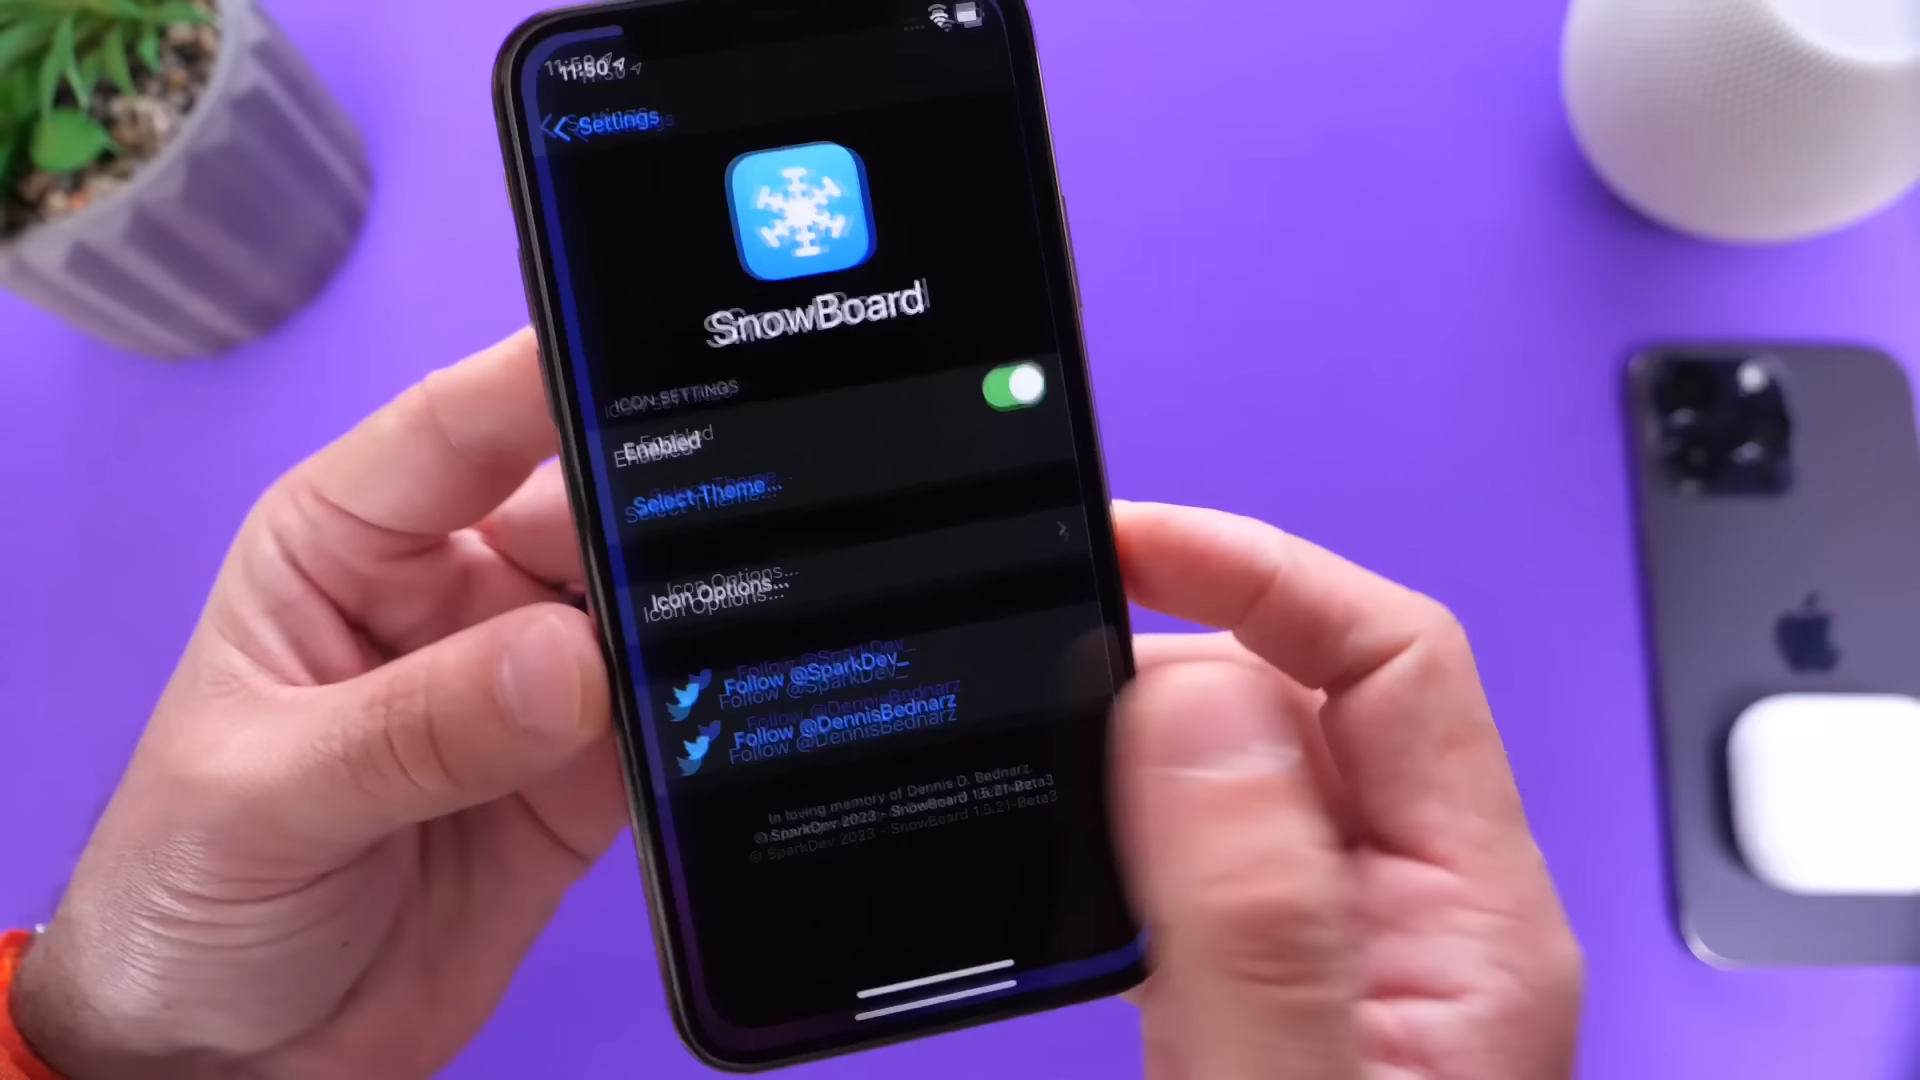 11:50
Settings
SnowBoard
ICON SETTINGS
Enabled
Select Theme...
Icon Options...
Follow @SparkDev_
Follow @DennisBednarz
In loving memory of Dennis D. Bednarz
@ SparkDev 2023 - SnowBoard 1.5.21-Beta3